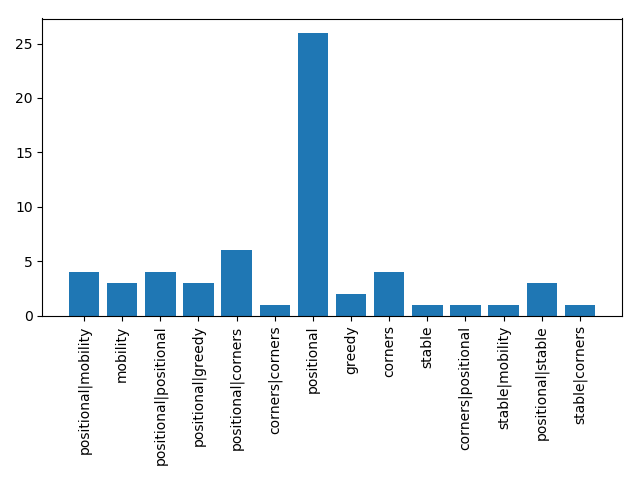 25
20
15
10
5
0
positional|mobility
mobility
positional|positional
positional|greedy
positional|corners
corners|corners
positional
greedy
corners
stable
corners|positional
stable|mobility
positional|stable
stable|corners